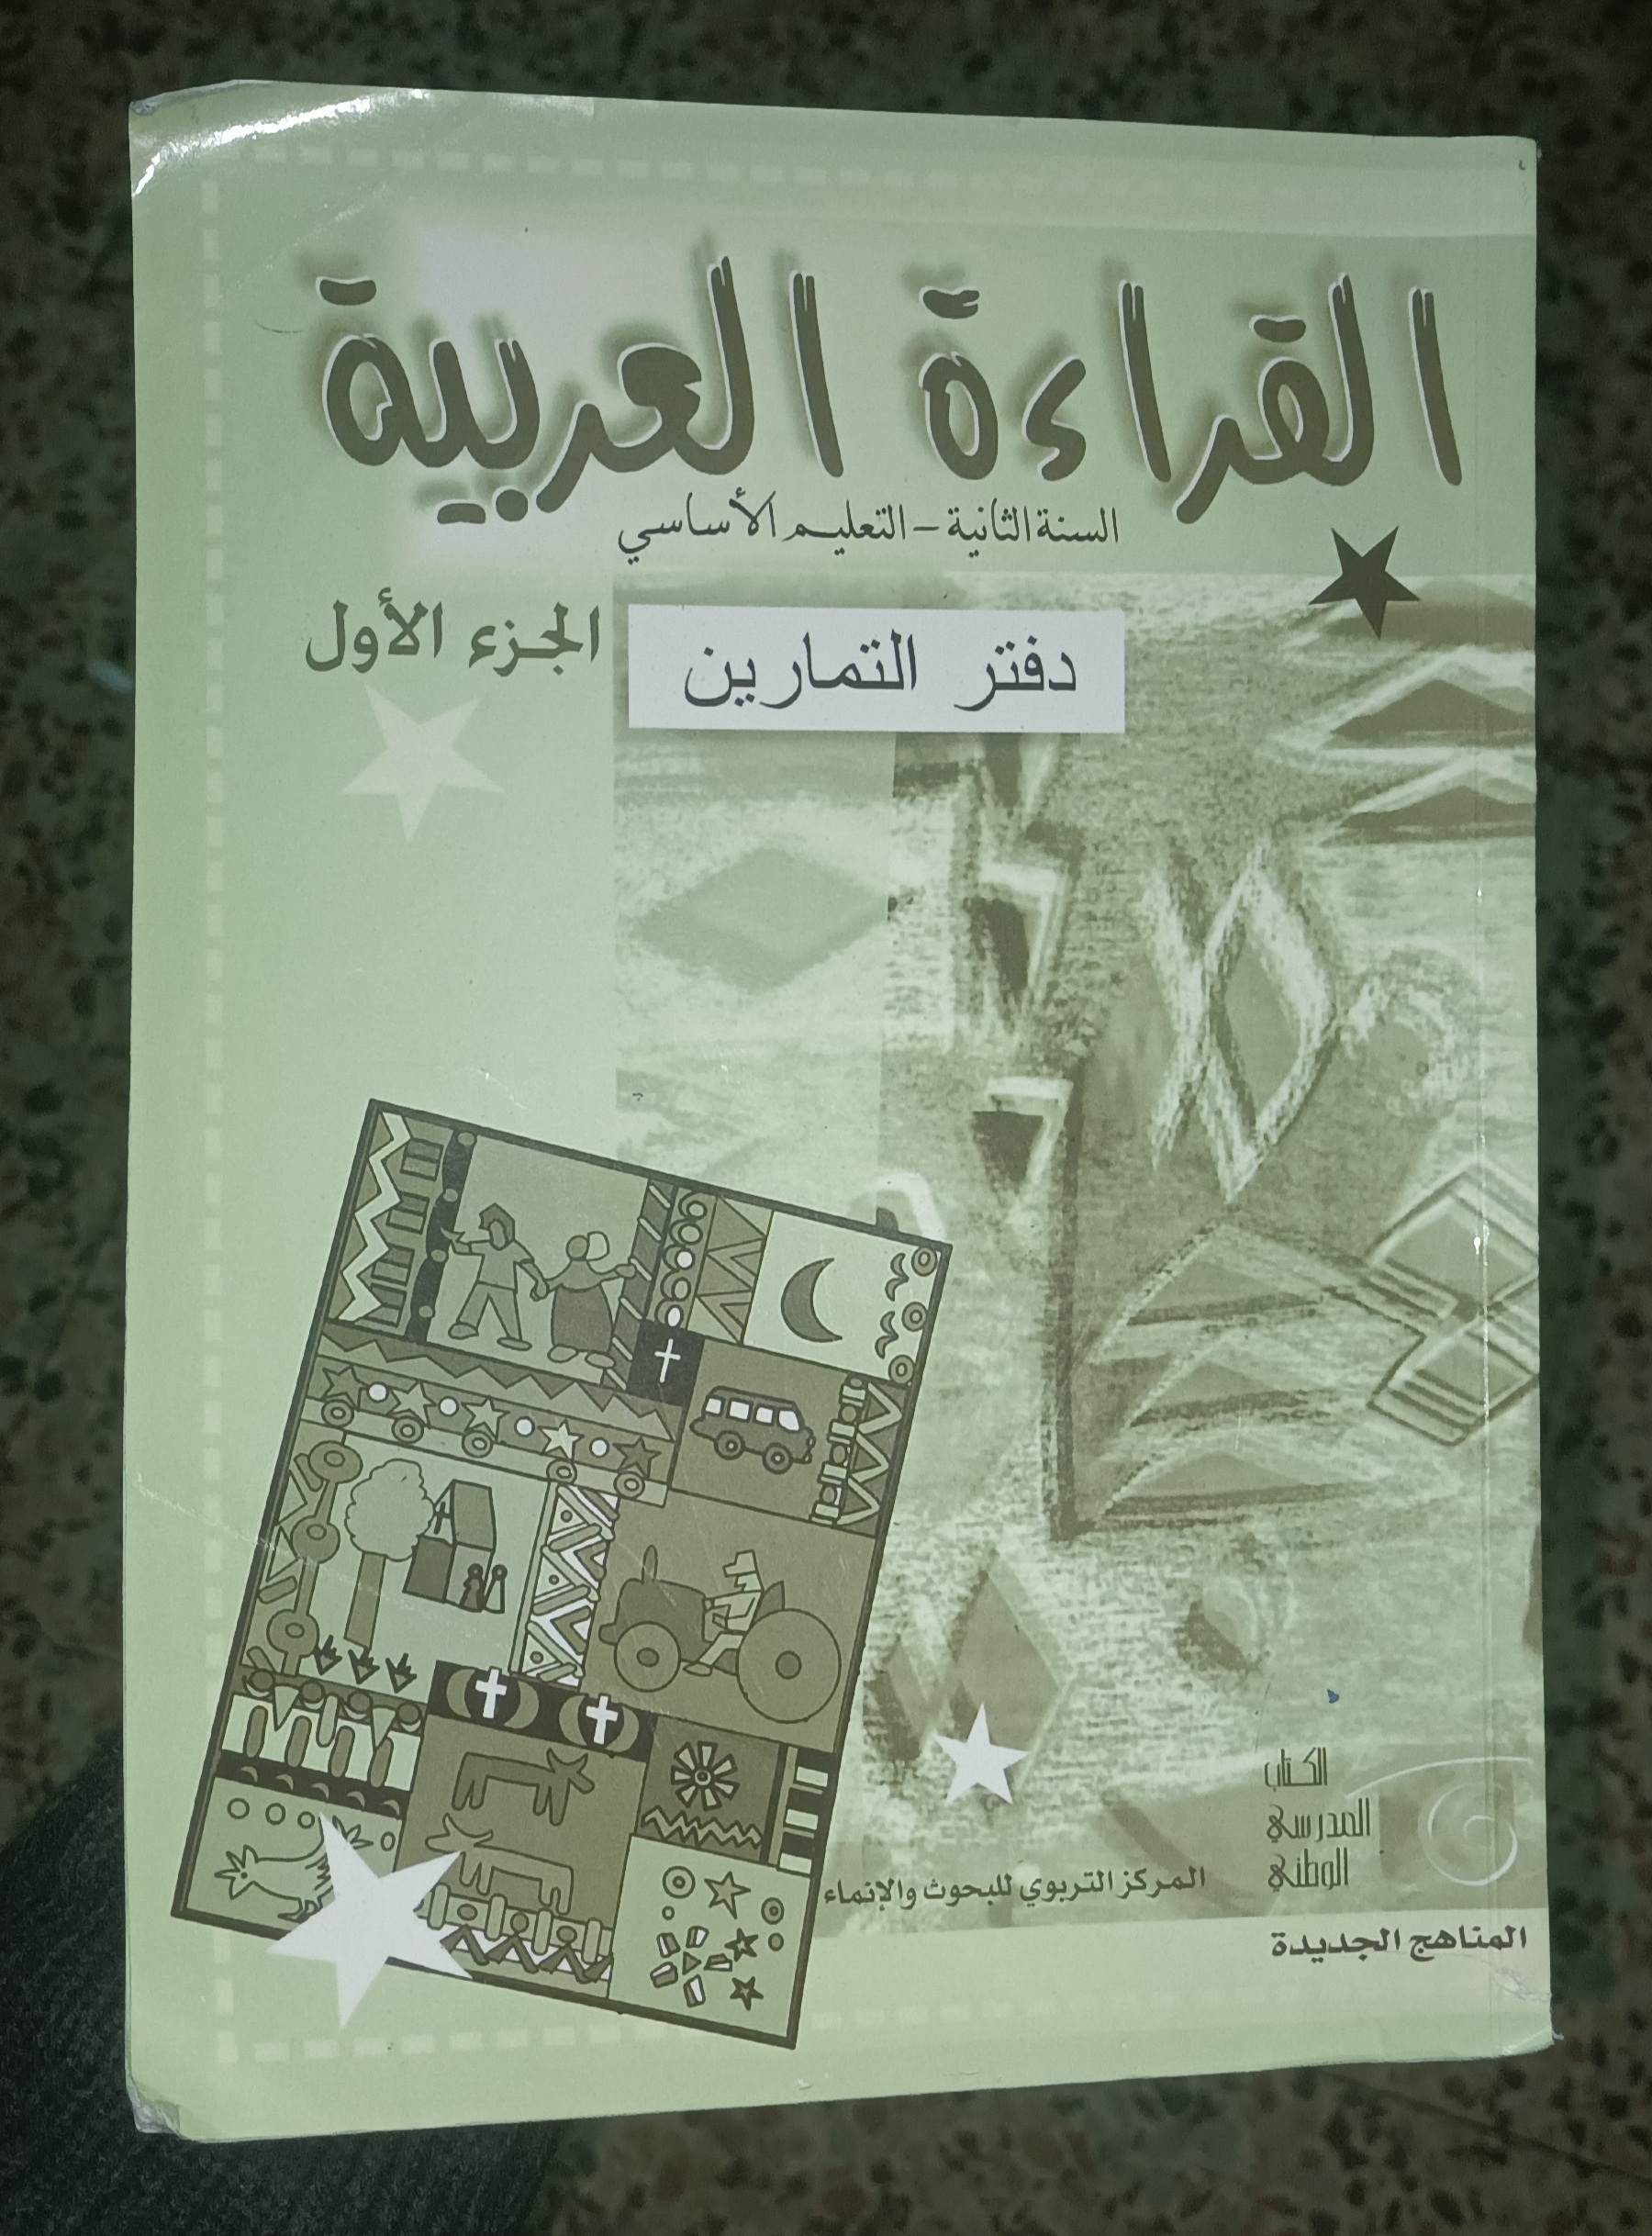 القراءة العربية
السنة الثانية - التعليم الأساسي
الجزء الأول
دفتر التمارين
الكتاب
المدرسي
الوطني
المركز التربوي للبحوث والإنماء
المناهج الجديدة